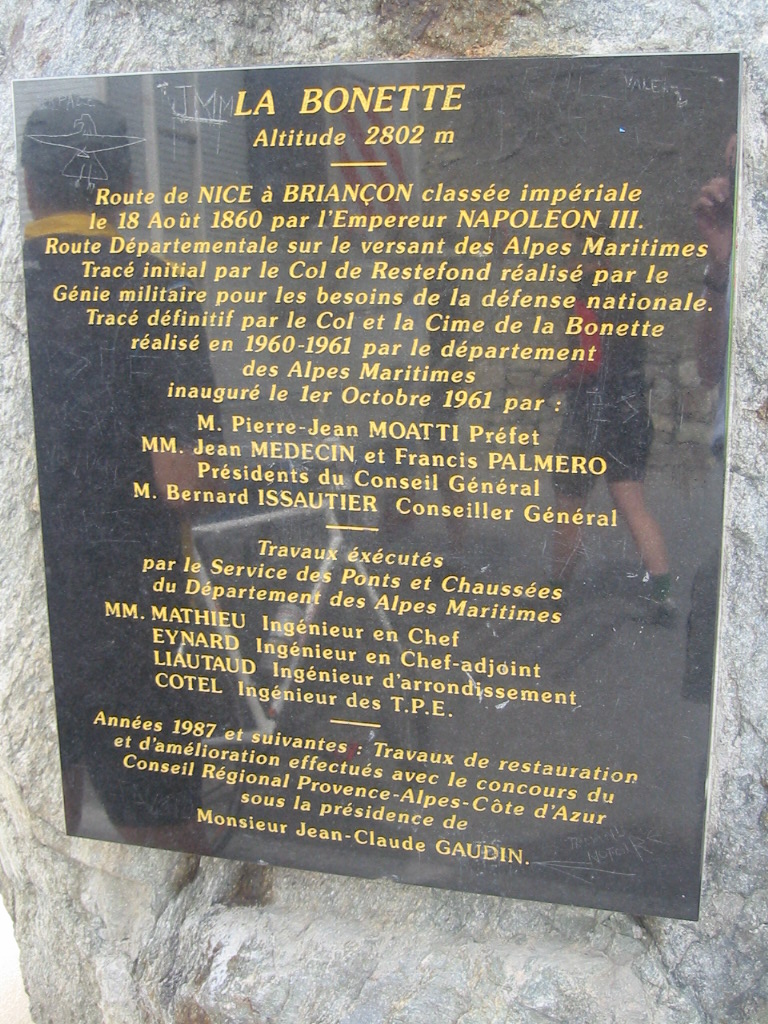 LA BONETTE
Altitude 2802 m
Route de NICE à BRIANÇON classée impériale
le 18 Août 1860 par l'Empereur NAPOLEON III.
Route Départementale sur le versant des Alpes Maritimes
Tracé initial par le Col de Restefond réalisé par le
Génie militaire pour les besoins de la défense nationale.
Tracé définitif par le Col et la Cime de la Bonette
réalisé en 1960-1961 par le département
des Alpes Maritimes
inauguré le 1er Octobre 1961 par :
M. Pierre-Jean MOATTI Préfet
MM. Jean MEDECIN et Francis PALMERO
Présidents du Conseil Général
M. Bernard ISSAUTIER Conseiller Général
Travaux éxécutés
par le Service des Ponts et Chaussées
du Département des Alpes Maritimes
MM. MATHIEU Ingénieur en Chef
EYNARD Ingénieur en Chef-adjoint
LIAUTAUD Ingénieur d'arrondissement
COTEL Ingénieur des T.P.E.
Années 1987 et suivantes : Travaux de restauration
et d'amélioration effectués avec le concours du
Conseil Régional Provence-Alpes-Côte d'Azur
sous la présidence de
Monsieur Jean-Claude GAUDIN.